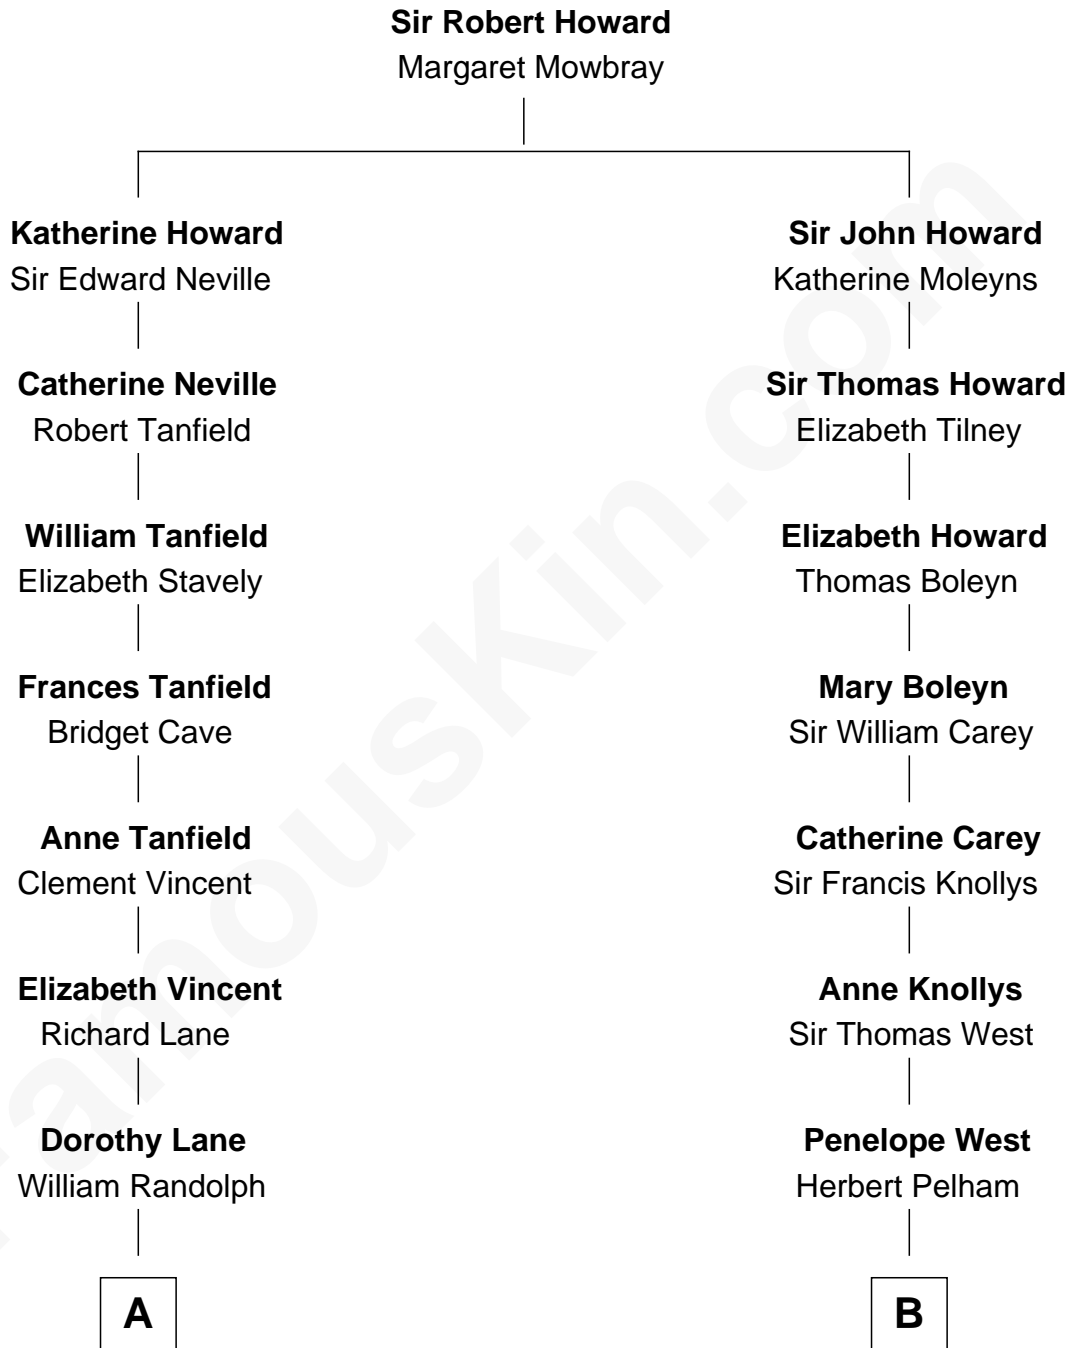 Sir Robert Howard
Margaret Mowbray
Katherine Howard
Sir Edward Neville
Sir John Howard
Katherine Moleyns
Catherine Neville
Robert Tanfield
Sir Thomas Howard
Elizabeth Tilney
William Tanfield
Elizabeth Stavely
Elizabeth Howard
Thomas Boleyn
Frances Tanfield
Bridget Cave
Mary Boleyn
Sir William Carey
Anne Tanfield
Clement Vincent
Catherine Carey
Sir Francis Knollys
Elizabeth Vincent
Richard Lane
Anne Knollys
Sir Thomas West
Dorothy Lane
William Randolph
Penelope West
Herbert Pelham
A
B
FamousKin.com